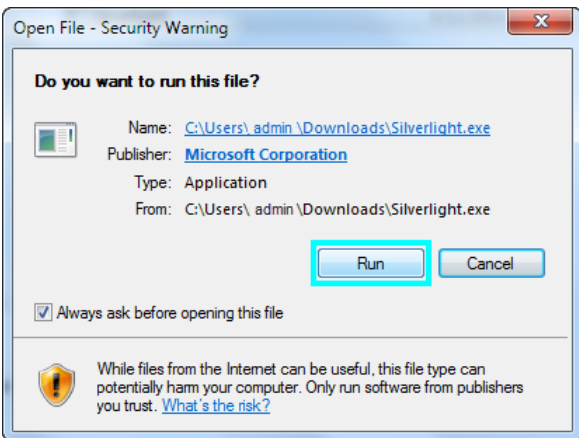 Open File - Security Warning
Do you want to run this file?
Name: C:\Users\ admin \Downloads\Silverlight.exe
Publisher: Microsoft Corporation
Type: Application
From: C:\Users\ admin \Downloads\Silverlight.exe
Run Cancel
Always ask before opening this file
While files from the Internet can be useful, this file type can
potentially harm your computer. Only run software from publishers
you trust. What's the risk?